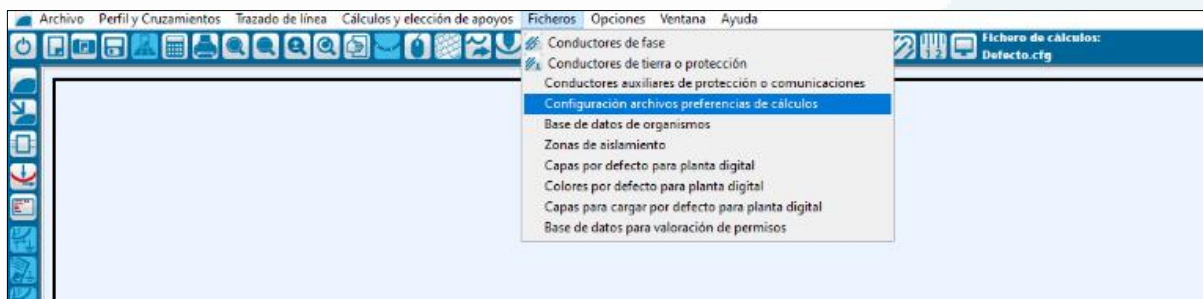 Archivo Perfil y Cruzamientos Trazado de línea Cálculos y elección de apoyos Ficheros Opciones Ventana Ayuda
Fichero de cálculos:
Defecto.cfg
Conductores de fase
Conductores de tierra o protección
Conductores auxiliares de protección o comunicaciones
Configuración archivos preferencias de cálculos
Base de datos de organismos
Zonas de aislamiento
Capas por defecto para planta digital
Colores por defecto para planta digital
Capas para cargar por defecto para planta digital
Base de datos para valoración de permisos